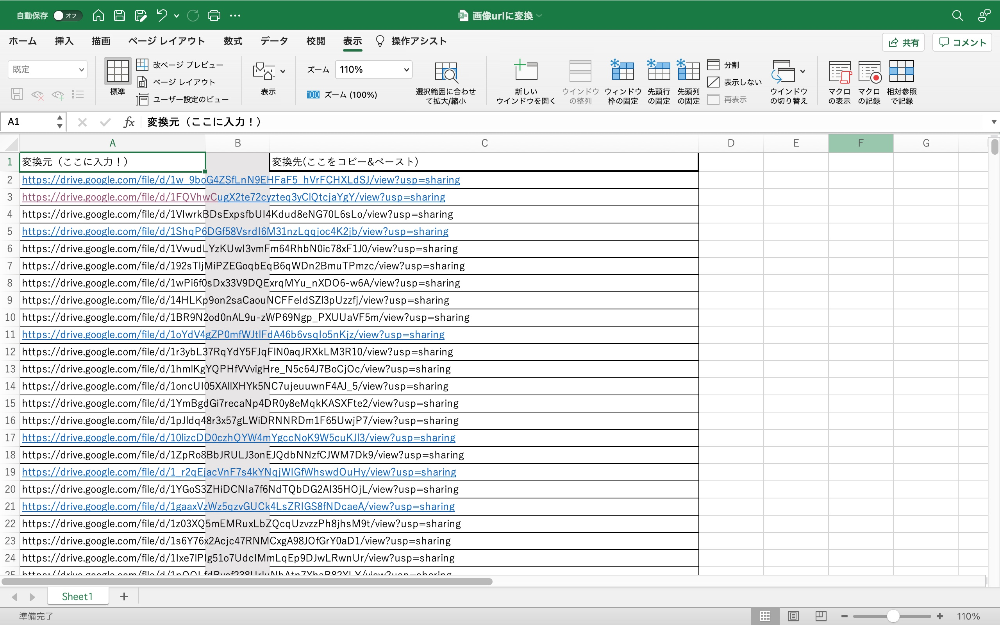 自動保存 オフ 画像urlに変換
ホーム 挿入 描画 ページ レイアウト 数式 データ 校閲 表示 操作アシスト 共有 コメント
既定
標準
改ページ プレビュー
ページ レイアウト
ユーザー設定のビュー
表示
ズーム 110%
100 ズーム (100%)
選択範囲に合わせ
て拡大/縮小
新しい
ウインドウを開く
ウインドウ
の整列
ウィンドウ
枠の固定
先頭行
の固定
先頭列
の固定
分割
表示しない
再表示
ウインドウ
の切り替え
マクロ
の表示
マクロ
の記録
相対参照
で記録
A1 fx 変換元（ここに入力！）
A B C D E F G
1 変換元（ここに入力！） 変換先(ここをコピー&ペースト)
2 https://drive.google.com/file/d/1w_9boG4ZSfLnN9EHFaF5_hVrFCHXLdSJ/view?usp=sharing
3 https://drive.google.com/file/d/1FQVhwCugX2te72cyzteq3yClQtcjaYgY/view?usp=sharing
4 https://drive.google.com/file/d/1VIwrkBDsExpsfbUI4Kdud8eNG70L6sLo/view?usp=sharing
5 https://drive.google.com/file/d/1ShqP6DGf58VsrdI6M31nzLqqjoc4K2jb/view?usp=sharing
6 https://drive.google.com/file/d/1VwudLYzKUwI3vmFm64RhbN0ic78xF1J0/view?usp=sharing
7 https://drive.google.com/file/d/192sTIjMiPZEGoqbEqB6qWDn2BmuTPmzc/view?usp=sharing
8 https://drive.google.com/file/d/1wPi6f0sDx33V9DQExrqMYu_nXDO6-w6A/view?usp=sharing
9 https://drive.google.com/file/d/14HLKp9on2saCaouNCFFeIdSZl3pUzzfj/view?usp=sharing
10 https://drive.google.com/file/d/1BR9N2od0nAL9u-zWP69Ngp_PXUUaVF5m/view?usp=sharing
11 https://drive.google.com/file/d/1oYdV4gZP0mfWJtlFdA46b6vsqIo5nKjz/view?usp=sharing
12 https://drive.google.com/file/d/1r3ybL37RqYdY5FJqFlN0aqJRXkLM3R10/view?usp=sharing
13 https://drive.google.com/file/d/1hmlKgYQPHfVVvigHre_N5c64J7BoCjOc/view?usp=sharing
14 https://drive.google.com/file/d/1oncUI05XAllXHYk5NC7ujeuuwnF4AJ_5/view?usp=sharing
15 https://drive.google.com/file/d/1YmBgdGi7recaNp4DR0y8eMqkKASXFte2/view?usp=sharing
16 https://drive.google.com/file/d/1pJldq48r3x57gLWiDRNNRDm1F65UwjP7/view?usp=sharing
17 https://drive.google.com/file/d/10lizcDD0czhQYW4mYgccNoK9W5cuKJl3/view?usp=sharing
18 https://drive.google.com/file/d/1ZpRo8BbJRULJ3onEJQdbNNzfCJWM7Dk9/view?usp=sharing
19 https://drive.google.com/file/d/1_r2qEjacVnF7s4kYNqjWIGfWhswdOuHy/view?usp=sharing
20 https://drive.google.com/file/d/1YGoS3ZHiDCNIa7f6NdTQbDG2AI35HOjL/view?usp=sharing
21 https://drive.google.com/file/d/1gaaxVzWz5qzvGUCk4LsZRIGS8fNDcaeA/view?usp=sharing
22 https://drive.google.com/file/d/1z03XQ5mEMRuxLbZQcqUzvzzPh8jhsM9t/view?usp=sharing
23 https://drive.google.com/file/d/1s6Y76x2Acjc47RNMCxgA98JOfGrY0aD1/view?usp=sharing
24 https://drive.google.com/file/d/1Ixe7lPIg51o7UdcIMmLqEp9DJwLRwnUr/view?usp=sharing
25
Sheet1
準備完了 110%